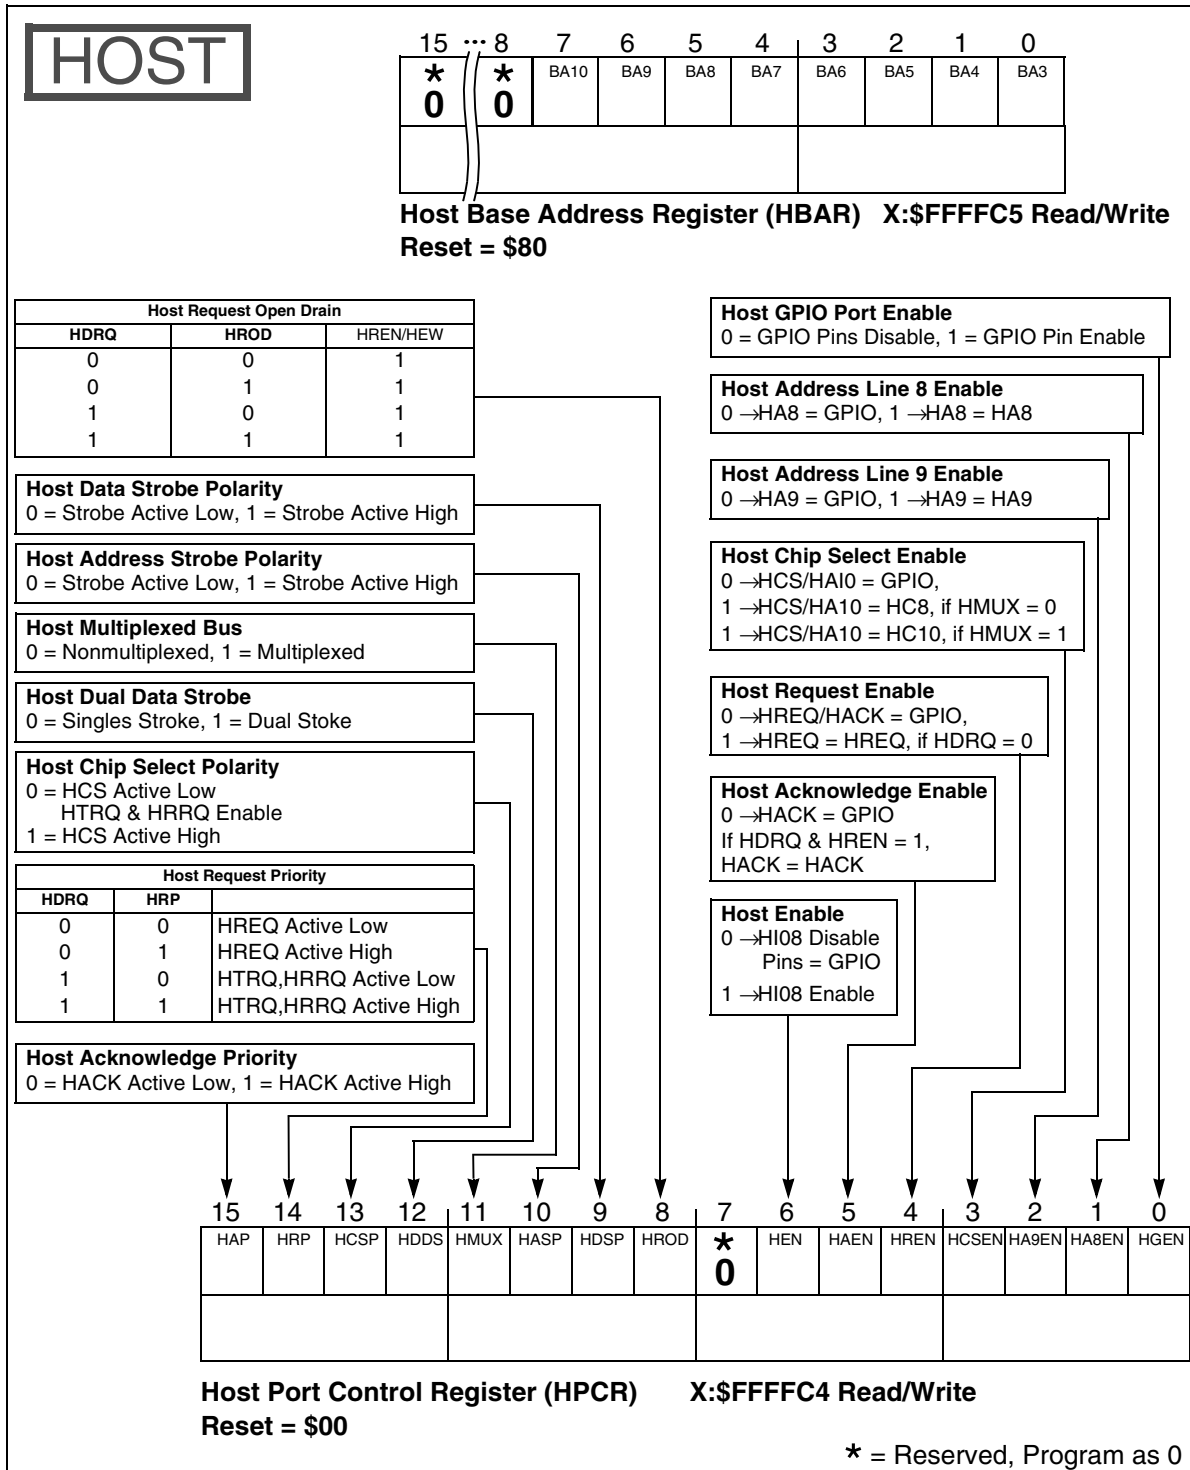 HOST
15 ... 8 7 6 5 4 3 2 1 0
* * BA10 BA9 BA8 BA7 BA6 BA5 BA4 BA3
0 0
Host Base Address Register (HBAR) X:$FFFFC5 Read/Write
Reset = $80
Host Request Open Drain
HDRQ HROD HREN/HEW
0 0 1
0 1 1
1 0 1
1 1 1
Host Data Strobe Polarity
0 = Strobe Active Low, 1 = Strobe Active High
Host Address Strobe Polarity
0 = Strobe Active Low, 1 = Strobe Active High
Host Multiplexed Bus
0 = Nonmultiplexed, 1 = Multiplexed
Host Dual Data Strobe
0 = Singles Stroke, 1 = Dual Stoke
Host Chip Select Polarity
0 = HCS Active Low
HTRQ & HRRQ Enable
1 = HCS Active High
Host Request Priority
HDRQ HRP
0 0 HREQ Active Low
0 1 HREQ Active High
1 0 HTRQ,HRRQ Active Low
1 1 HTRQ,HRRQ Active High
Host Acknowledge Priority
0 = HACK Active Low, 1 = HACK Active High
Host GPIO Port Enable
0 = GPIO Pins Disable, 1 = GPIO Pin Enable
Host Address Line 8 Enable
0 →HA8 = GPIO, 1 →HA8 = HA8
Host Address Line 9 Enable
0 →HA9 = GPIO, 1 →HA9 = HA9
Host Chip Select Enable
0 →HCS/HAI0 = GPIO,
1 →HCS/HA10 = HC8, if HMUX = 0
1 →HCS/HA10 = HC10, if HMUX = 1
Host Request Enable
0 →HREQ/HACK = GPIO,
1 →HREQ = HREQ, if HDRQ = 0
Host Acknowledge Enable
0 →HACK = GPIO
If HDRQ & HREN = 1,
HACK = HACK
Host Enable
0 →HI08 Disable
Pins = GPIO
1 →HI08 Enable
15 14 13 12 11 10 9 8 7 6 5 4 3 2 1 0
HAP HRP HCSP HDDS HMUX HASP HDSP HROD * HEN HAEN HREN HCSEN HA9EN HA8EN HGEN
0
Host Port Control Register (HPCR) X:$FFFFC4 Read/Write
Reset = $00
* = Reserved, Program as 0